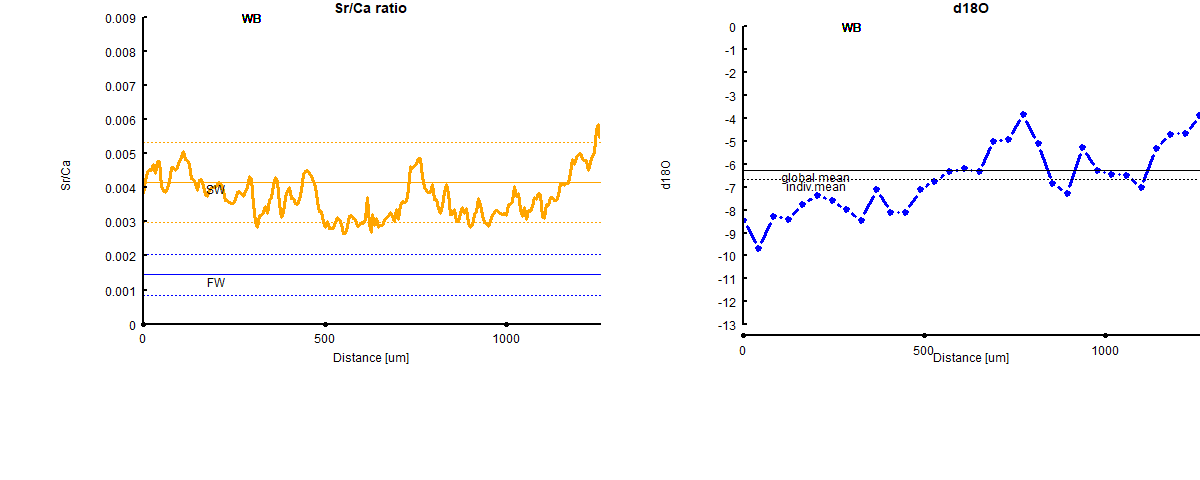 Sr/Ca ratio
WB
0.009
0.008
0.007
0.006
0.005
0.004
0.003
0.002
0.001
0
Sr/Ca
SW
FW
0
500
1000
Distance [um]
d18O
WB
0
-1
-2
-3
-4
-5
-6
-7
-8
-9
-10
-11
-12
-13
d18O
global mean
indiv.mean
0
500
1000
Distance [um]